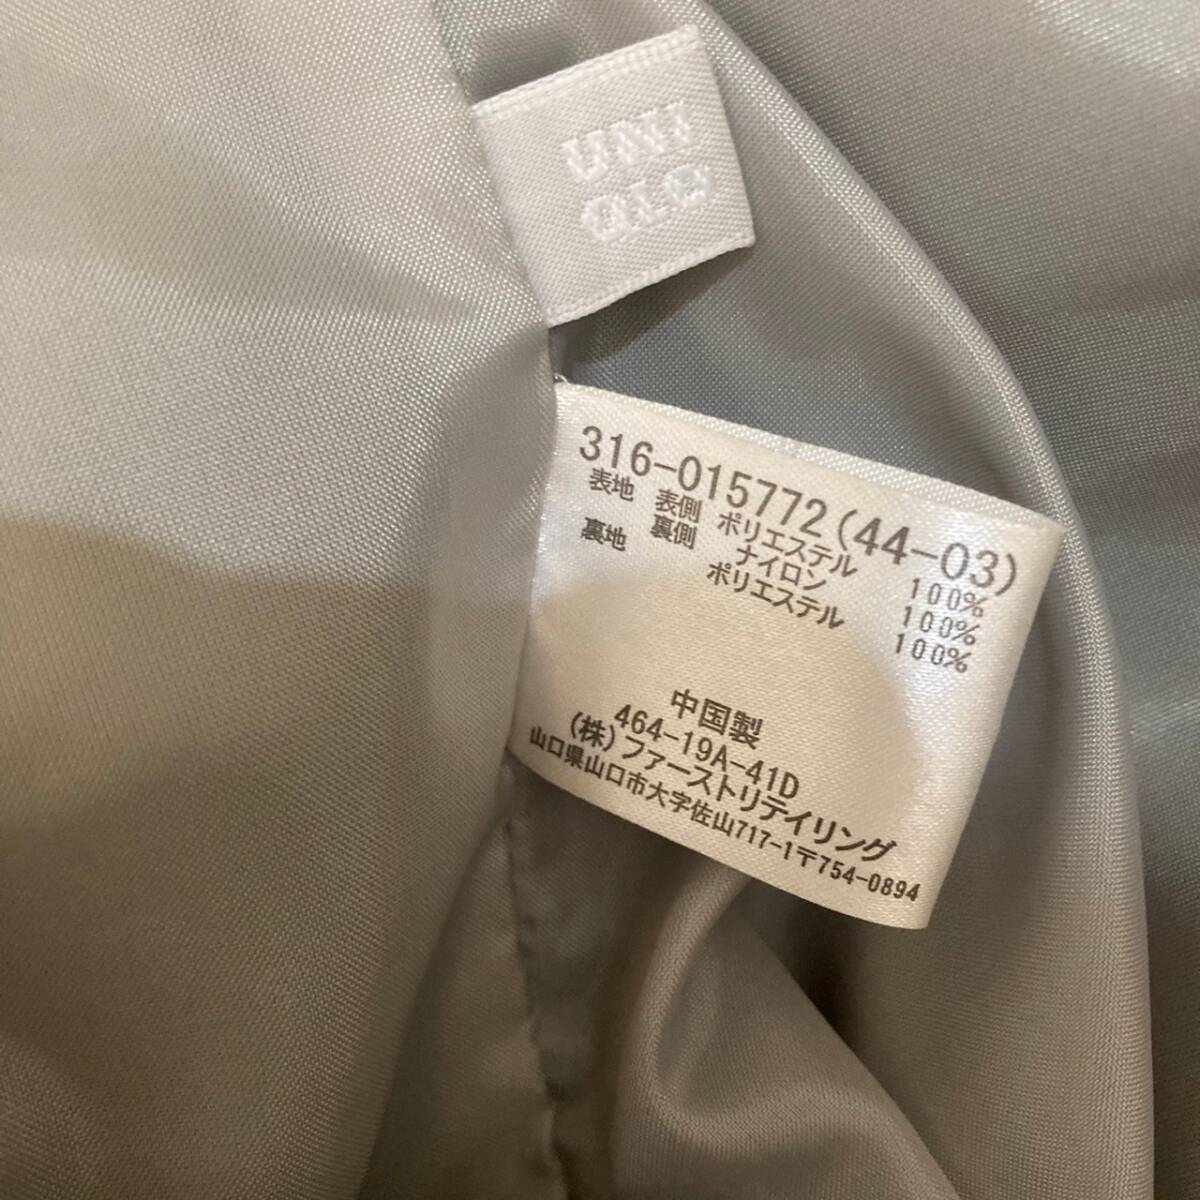 UNI
QLO
316-015772(44-03)
表地 表側 ポリエステル 100%
裏側 ナイロン 100%
裏地 ポリエステル 100%
中国製
464-19A-41D
(株)ファーストリテイリング
山口県山口市大字佐山717-1〒754-0894